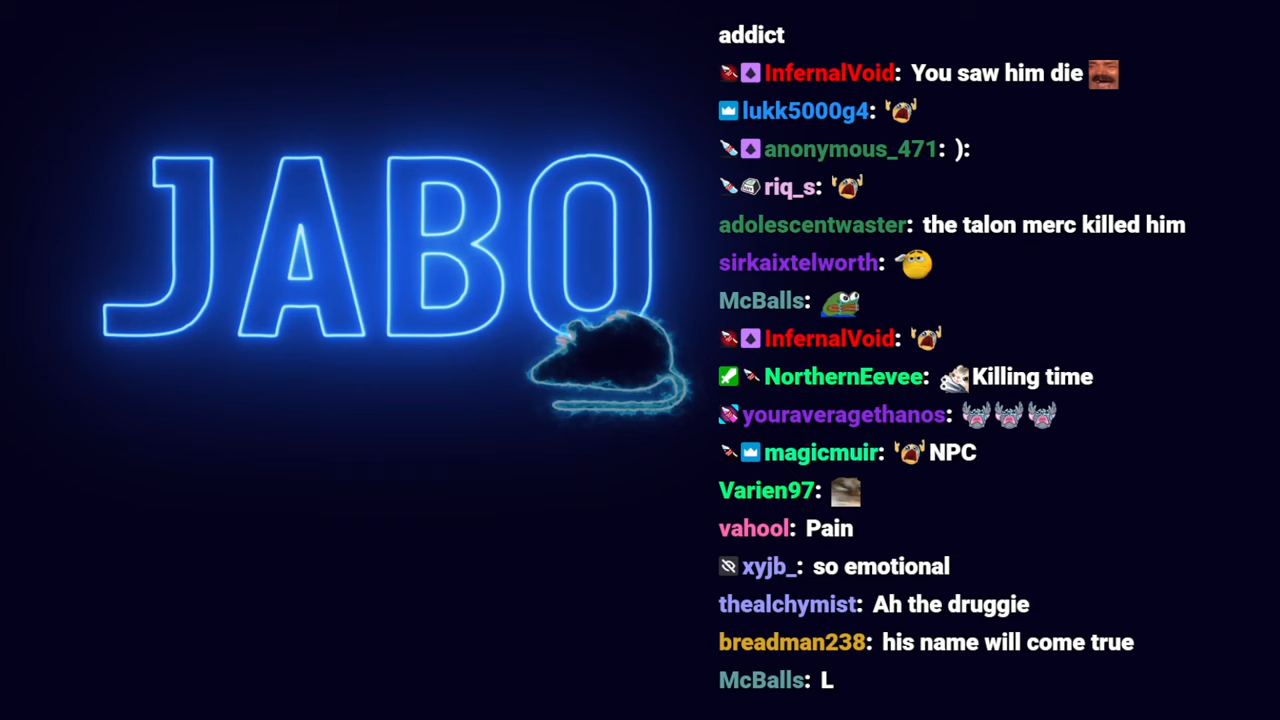 JABO
addict
InfernalVoid: You saw him die
lukk5000g4:
anonymous_471: ):
riq_s:
adolescentwaster: the talon merc killed him
sirkaixtelworth:
McBalls:
InfernalVoid:
NorthernEevee: Killing time
youraveragethanos:
magicmuir: NPC
Varien97:
vahool: Pain
xyjb_: so emotional
thealchymist: Ah the druggie
breadman238: his name will come true
McBalls: L